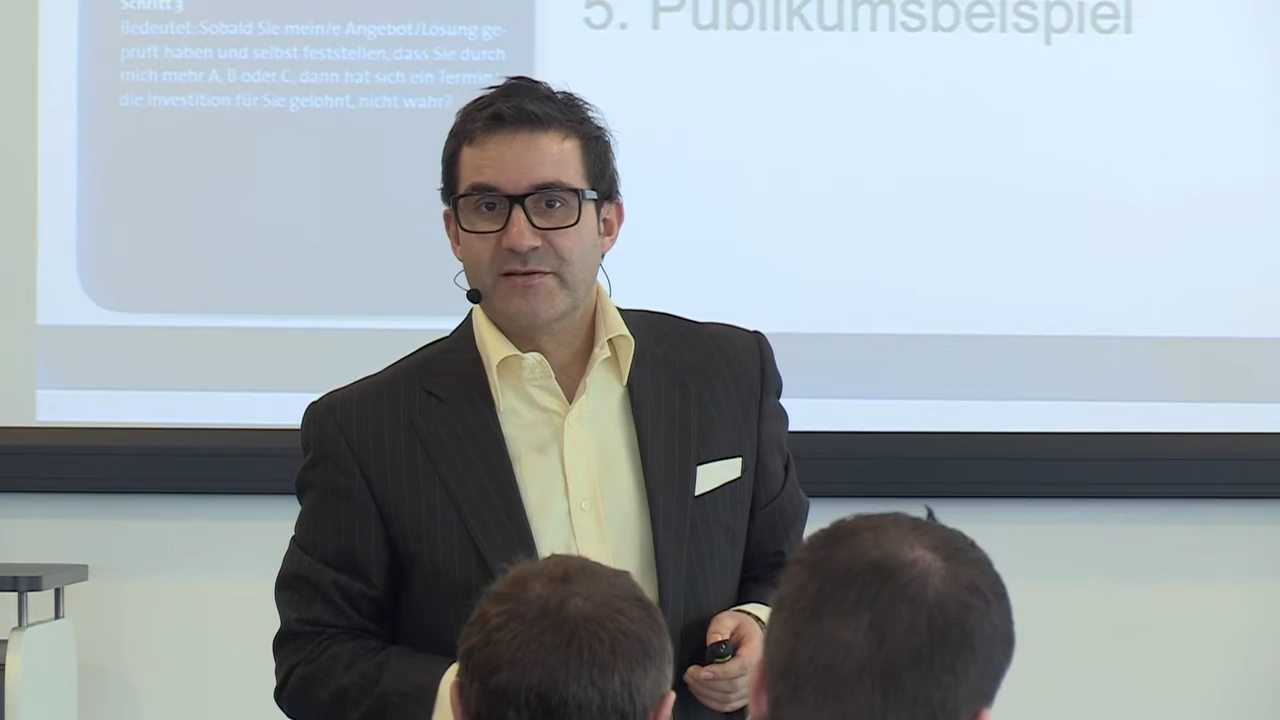 Schritt 3
Bedeutet: Sobald Sie mein/e Angebot/Lösung ge-
prüft haben und selbst feststellen, dass Sie durch
mich mehr A, B oder C, dann hat sich ein Termin/
die Investition für Sie gelohnt, nicht wahr?
5. Publikumsbeispiel